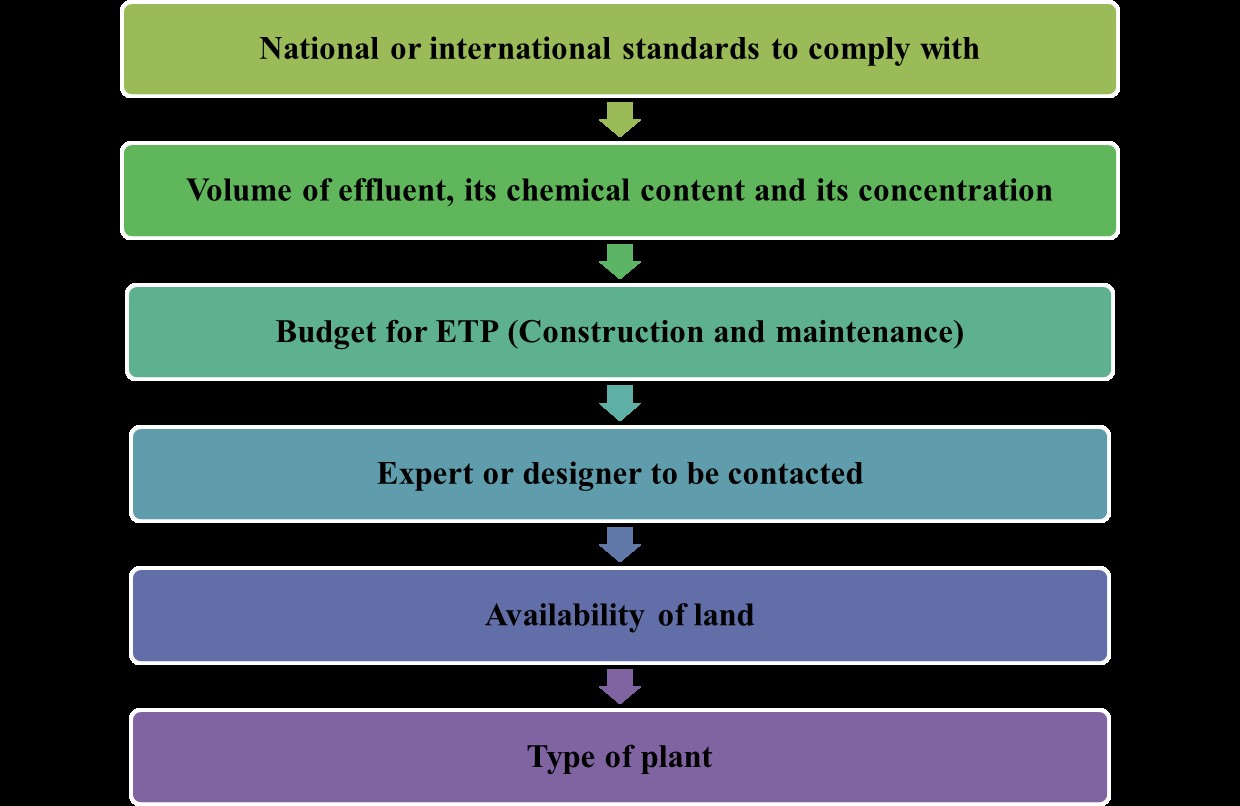 National or international standards to comply with
Volume of effluent, its chemical content and its concentration
Budget for ETP (Construction and maintenance)
Expert or designer to be contacted
Availability of land
Type of plant